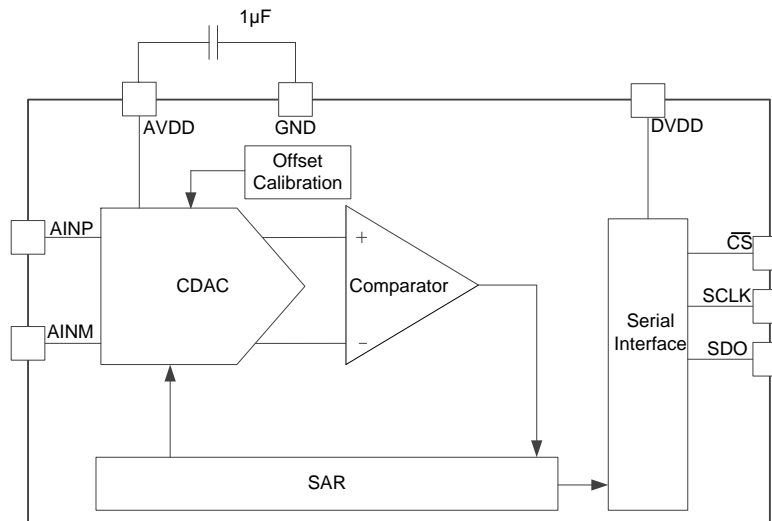 1µF
AVDD
GND
DVDD
Offset
Calibration
AINP
+
CS
CDAC
Comparator
SCLK
Serial
Interface
AINM
−
SDO
SAR